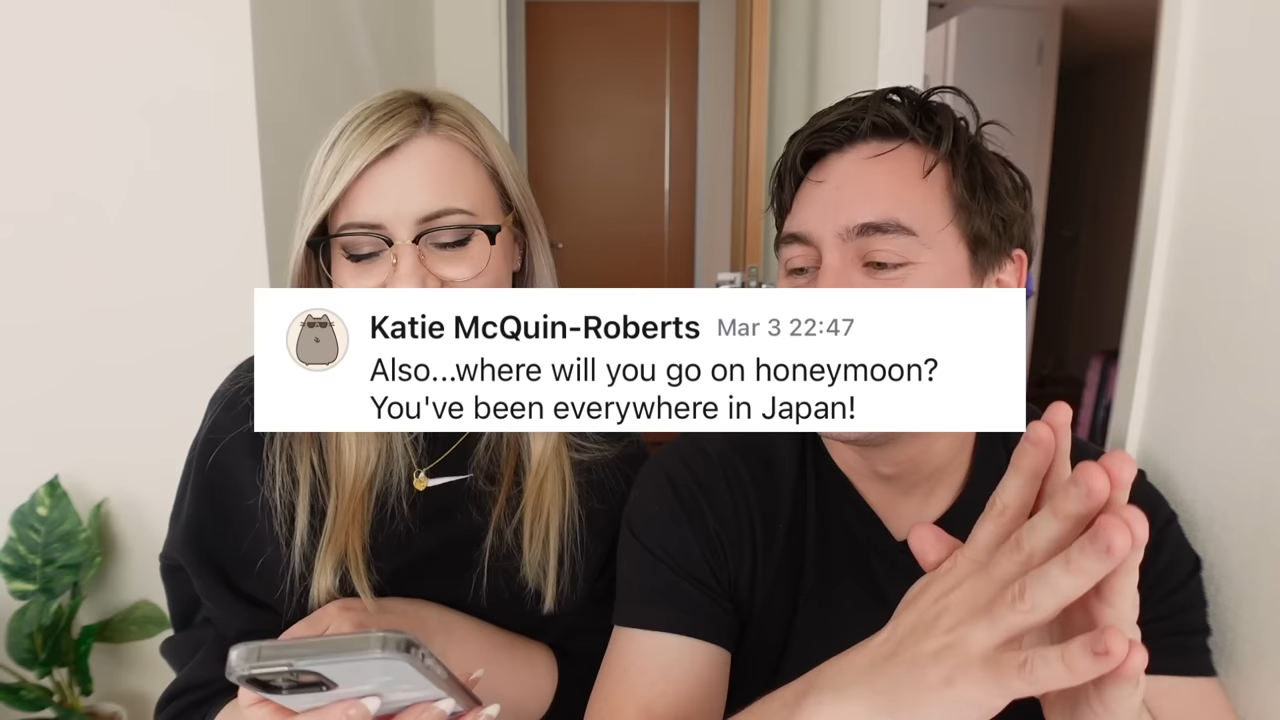 Katie McQuin-Roberts Mar 3 22:47
Also...where will you go on honeymoon?
You've been everywhere in Japan!